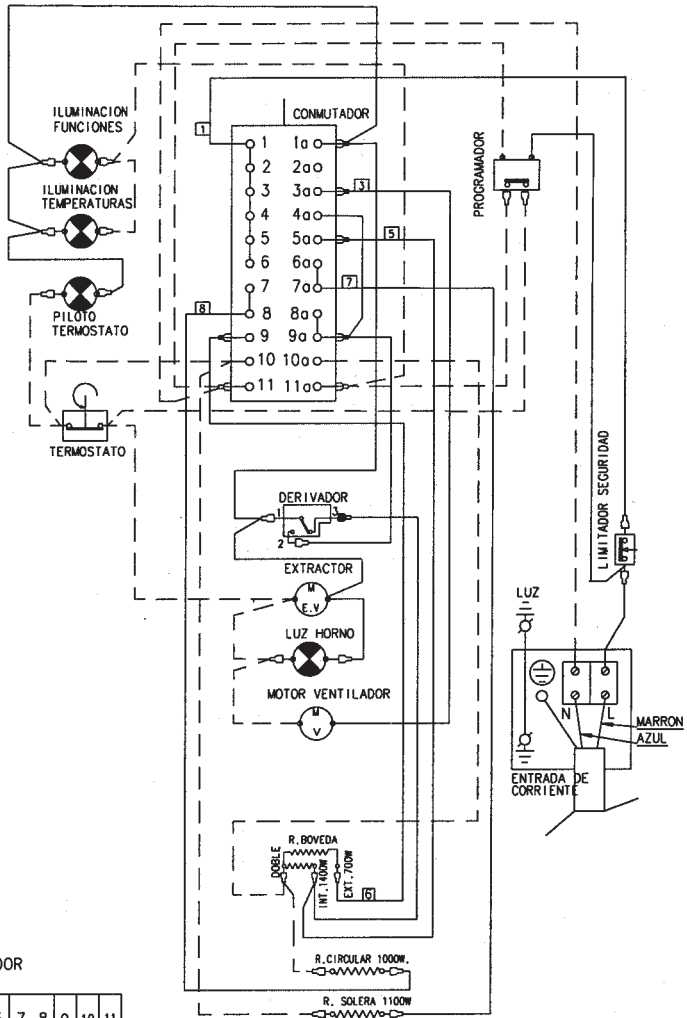 ILUMINACION
FUNCIONES
ILUMINACION
TEMPERATURAS
PILOTO
TERMOSTATO
TERMOSTATO
CONMUTADOR
1
1 1a
2 2a
3 3a
3
4 4a
5 5a
5
6 6a
7 7a
7
8
8 8a
9 9a
10 10a
11 11a
PROGRAMADOR
LIMITADOR SEGURIDAD
DERIVADOR
1
3
2
EXTRACTOR
M
E.V
LUZ HORNO
MOTOR VENTILADOR
M
V
LUZ
N
L
MARRON
AZUL
ENTRADA DE
CORRIENTE
R.BOVEDA
DOBLE
INT.1400W
EXT.700W
6
R.CIRCULAR 1000W.
R. SOLERA 1100W
DOR
7 8 9 10 11